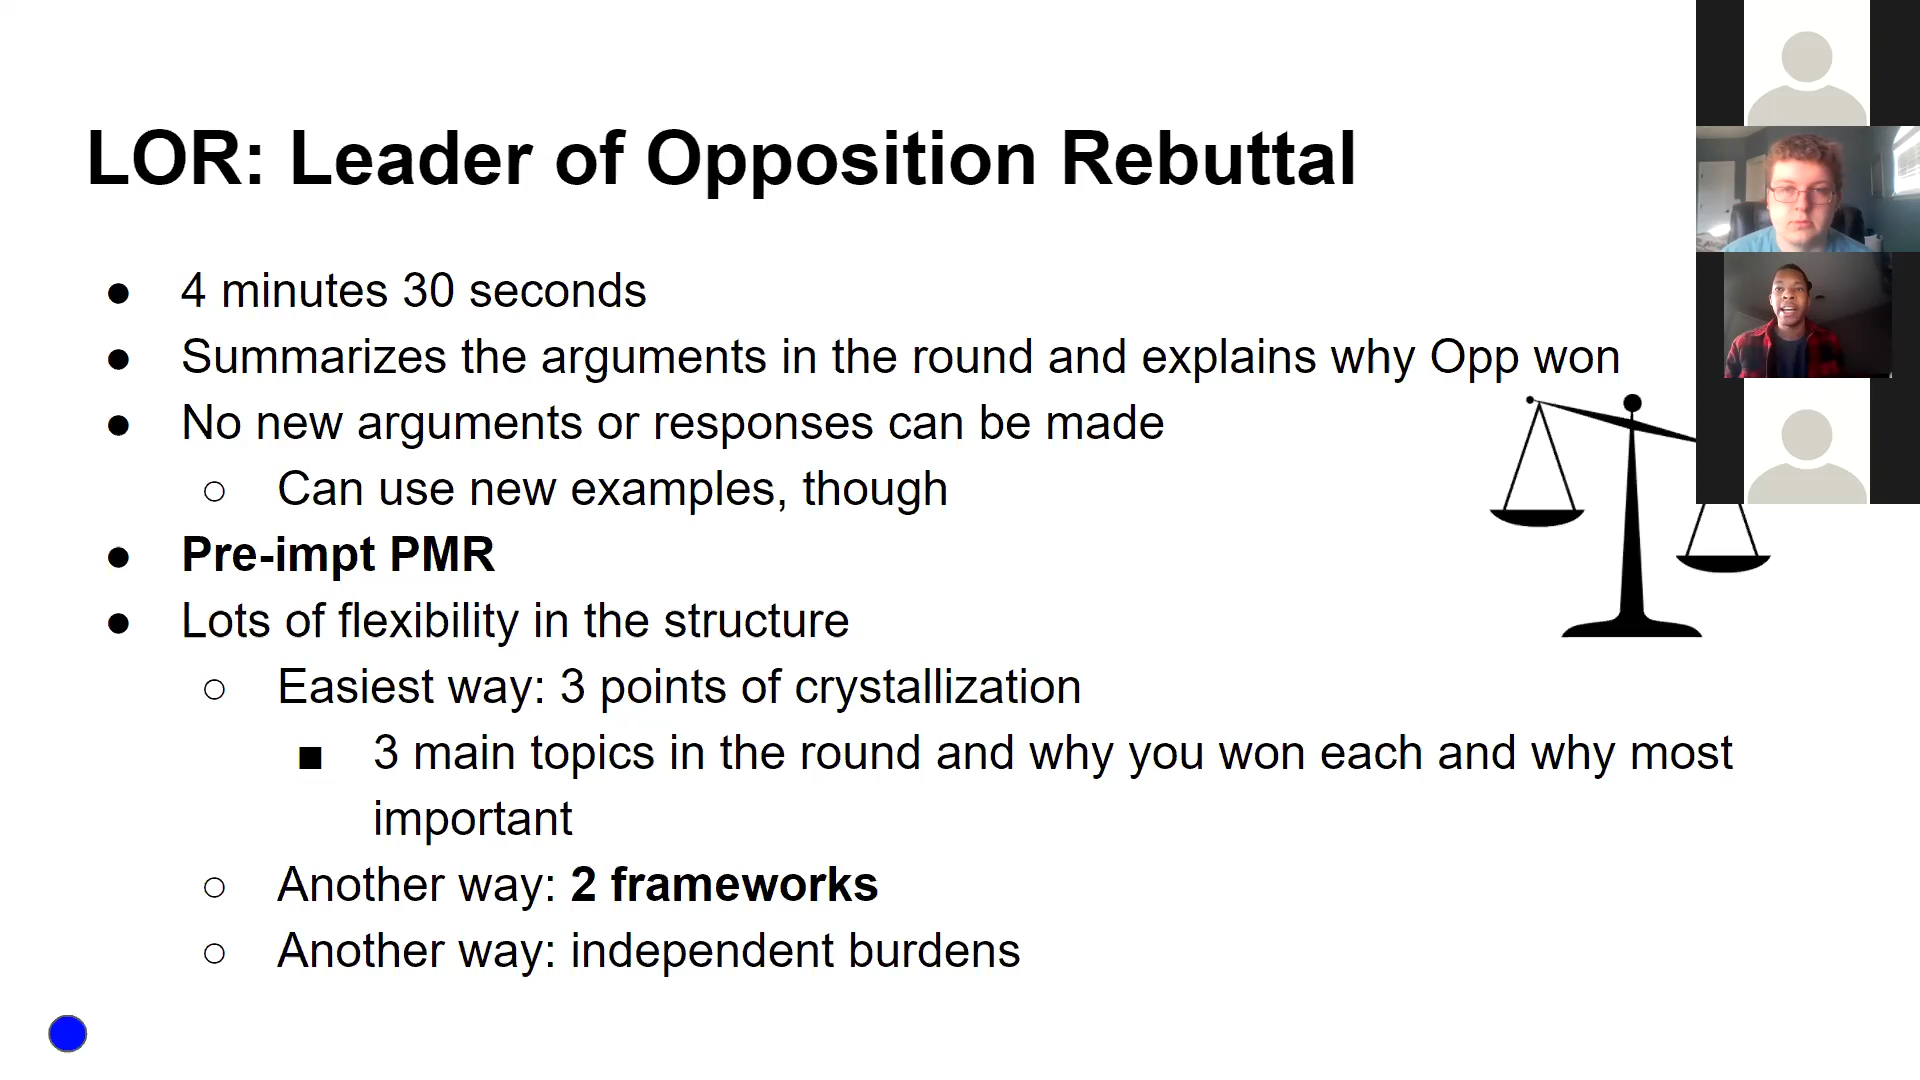 LOR: Leader of Opposition Rebuttal
● 4 minutes 30 seconds
● Summarizes the arguments in the round and explains why Opp won
● No new arguments or responses can be made
○ Can use new examples, though
● Pre-impt PMR
● Lots of flexibility in the structure
○ Easiest way: 3 points of crystallization
■ 3 main topics in the round and why you won each and why most
important
○ Another way: 2 frameworks
○ Another way: independent burdens